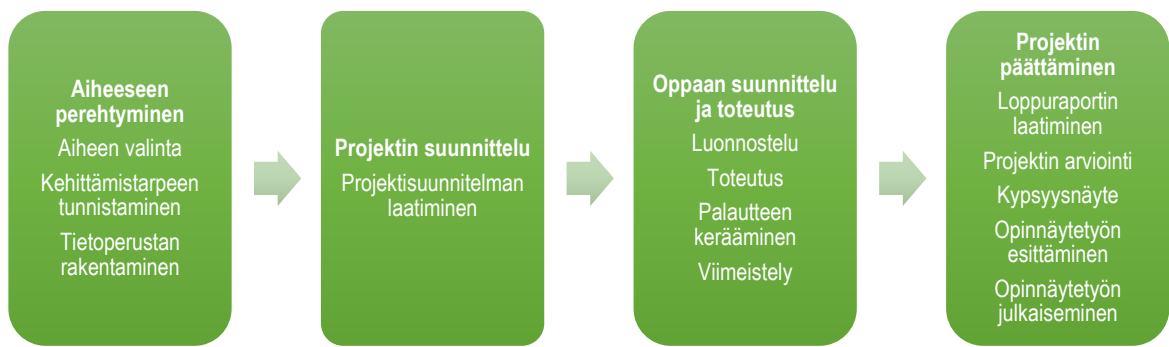 Aiheeseen
perehtyminen
Aiheen valinta
Kehittämistarpeen
tunnistaminen
Tietoperustan
rakentaminen
Projektin suunnittelu
Projektisuunnitelman
laatiminen
Oppaan suunnittelu
ja toteutus
Luonnostelu
Toteutus
Palautteen
kerääminen
Viimeistely
Projektin
päättäminen
Loppuraportin
laatiminen
Projektin arviointi
Kypsyysnäyte
Opinnäytetyön
esittäminen
Opinnäytetyön
julkaiseminen